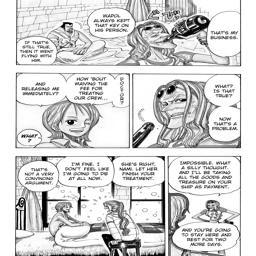 THAT'S MY
BUSINESS.
WAPOL
ALWAYS KEPT
THAT KEY ON
HIS PERSON.
IF THAT'S
STILL TRUE,
THEN IT WENT
FLYING WITH
HIM.
WHAT?
IS THAT
TRUE?
NOW
THAT'S A
PROBLEM.
HOW 'BOUT
WAIVING THE
FEE FOR
TREATING
OUR CREW...
AND
RELEASING ME
IMMEDIATELY?
WHAT?
IMPOSSIBLE. WHAT
A SILLY THOUGHT.
AND I'LL BE TAKING
ALL THE GOODS AND
TREASURE ON YOUR
SHIP AS PAYMENT.
AND YOU'RE GOING
TO STAY HERE AND
REST FOR TWO
MORE DAYS.
SHE'S RIGHT,
NAMI. LET HER
FINISH YOUR
TREATMENT.
I'M FINE. I
DON'T FEEL LIKE
I'M GOING TO
DIE AT ALL NOW.
THAT'S NOT
A VERY
CONVINCING
ARGUMENT.